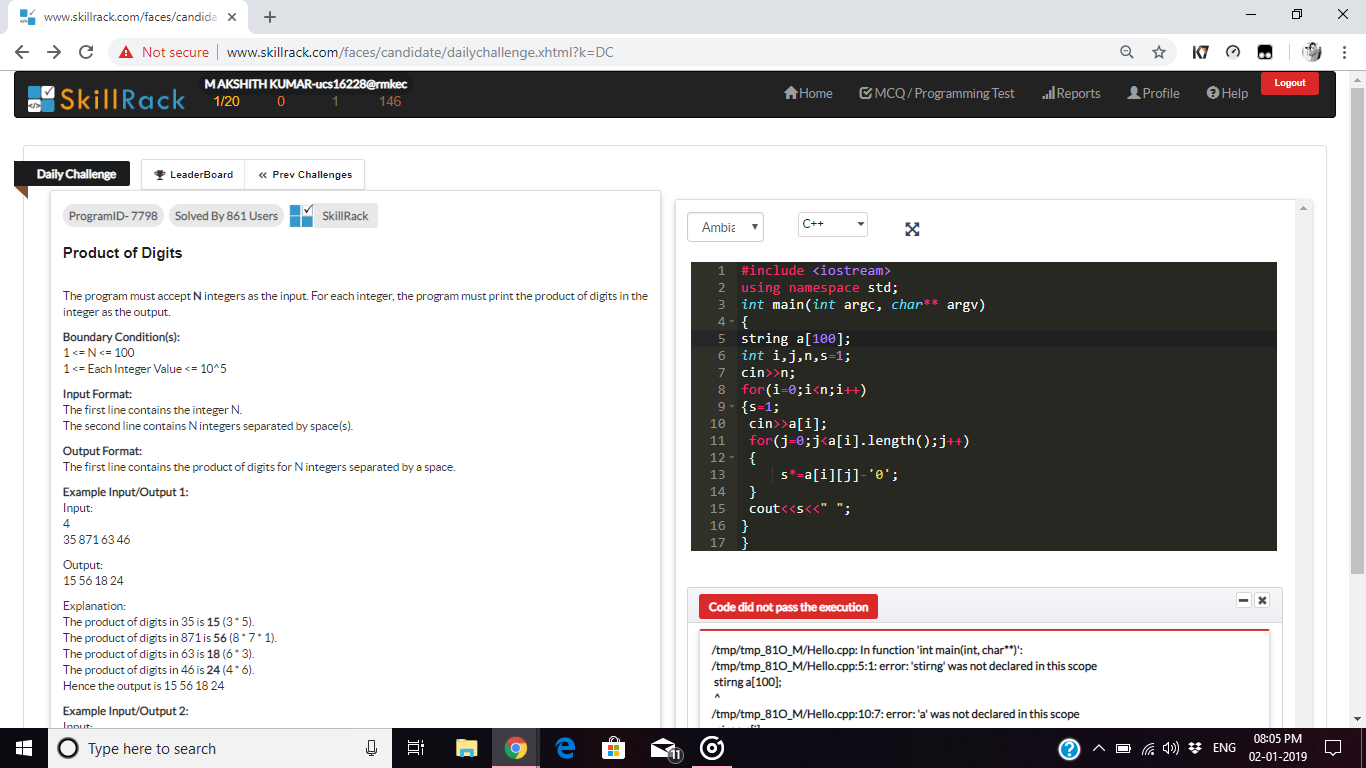 www.skillrack.com/faces/candida
Not secure | www.skillrack.com/faces/candidate/dailychallenge.xhtml?k=DC
SkillRack
M AKSHITH KUMAR-ucs16228@rmkec
1/20 0 1 146
Home MCQ / Programming Test Reports Profile Help Logout
Daily Challenge LeaderBoard « Prev Challenges
ProgramID- 7798 Solved By 861 Users SkillRack
Product of Digits
The program must accept N integers as the input. For each integer, the program must print the product of digits in the
integer as the output.
Boundary Condition(s):
1 <= N <= 100
1 <= Each Integer Value <= 10^5
Input Format:
The first line contains the integer N.
The second line contains N integers separated by space(s).
Output Format:
The first line contains the product of digits for N integers separated by a space.
Example Input/Output 1:
Input:
4
35 871 63 46
Output:
15 56 18 24
Explanation:
The product of digits in 35 is 15 (3 * 5).
The product of digits in 871 is 56 (8 * 7 * 1).
The product of digits in 63 is 18 (6 * 3).
The product of digits in 46 is 24 (4 * 6).
Hence the output is 15 56 18 24
Example Input/Output 2:
Input:
Ambia C++
1 #include <iostream>
2 using namespace std;
3 int main(int argc, char** argv)
4 {
5 string a[100];
6 int i,j,n,s=1;
7 cin>>n;
8 for(i=0;i<n;i++)
9 {s=1;
10 cin>>a[i];
11 for(j=0;j<a[i].length();j++)
12 {
13 s*=a[i][j]-'0';
14 }
15 cout<<s<<" ";
16 }
17 }
Code did not pass the execution
/tmp/tmp_81O_M/Hello.cpp: In function 'int main(int, char**)':
/tmp/tmp_81O_M/Hello.cpp:5:1: error: 'stirng' was not declared in this scope
stirng a[100];
^
/tmp/tmp_81O_M/Hello.cpp:10:7: error: 'a' was not declared in this scope
Type here to search
11
ENG
08:05 PM
02-01-2019